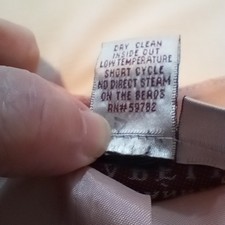 DRY CLEAN
INSIDE OUT
LOW TEMPERATURE
SHORT CYCLE
NO DIRECT STEAM
ON THE BEADS
RN#59782